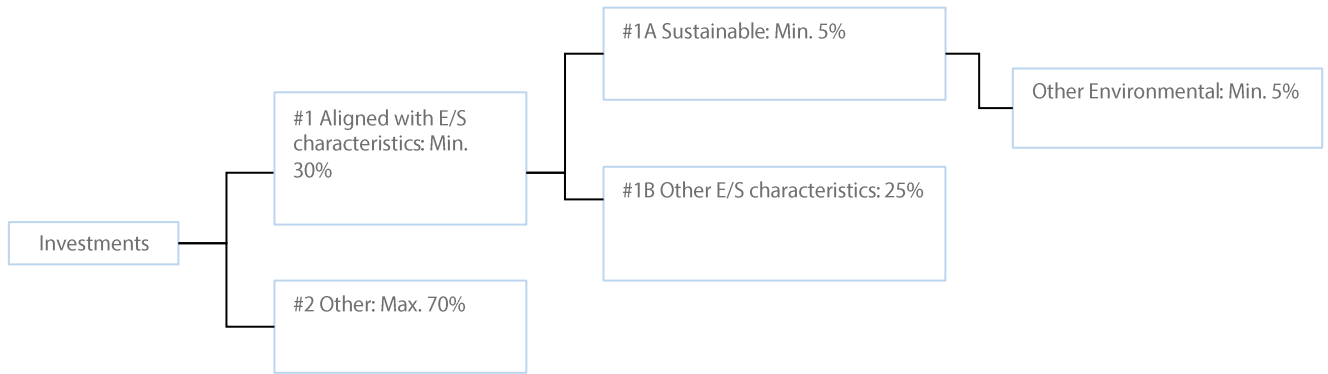 #1A Sustainable: Min. 5%
Other Environmental: Min. 5%
#1 Aligned with E/S
characteristics: Min.
30%
#1B Other E/S characteristics: 25%
Investments
#2 Other: Max. 70%